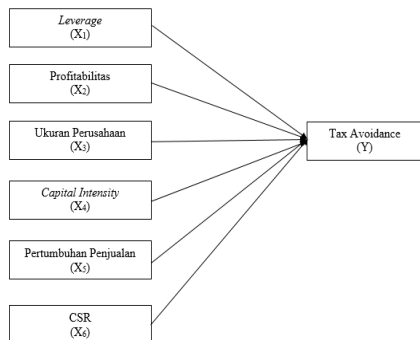 Leverage
(X₁)
Profitabilitas
(X₂)
Ukuran Perusahaan
(X₃)
Tax Avoidance
(Y)
Capital Intensity
(X₄)
Pertumbuhan Penjualan
(X₅)
CSR
(X₆)